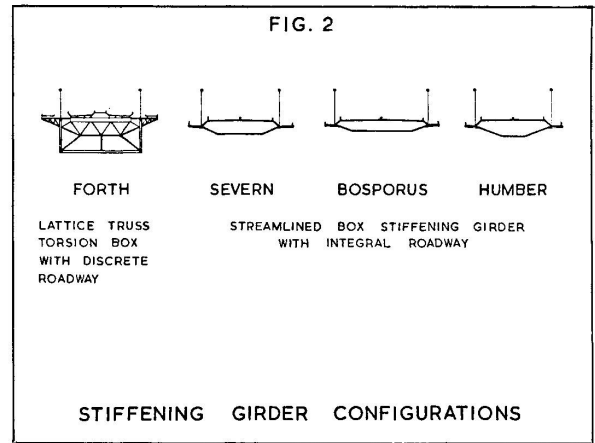 FIG. 2
FORTH SEVERN BOSPORUS HUMBER
LATTICE TRUSS
TORSION BOX
WITH DISCRETE
ROADWAY
STREAMLINED BOX STIFFENING GIRDER
WITH INTEGRAL ROADWAY
STIFFENING GIRDER CONFIGURATIONS